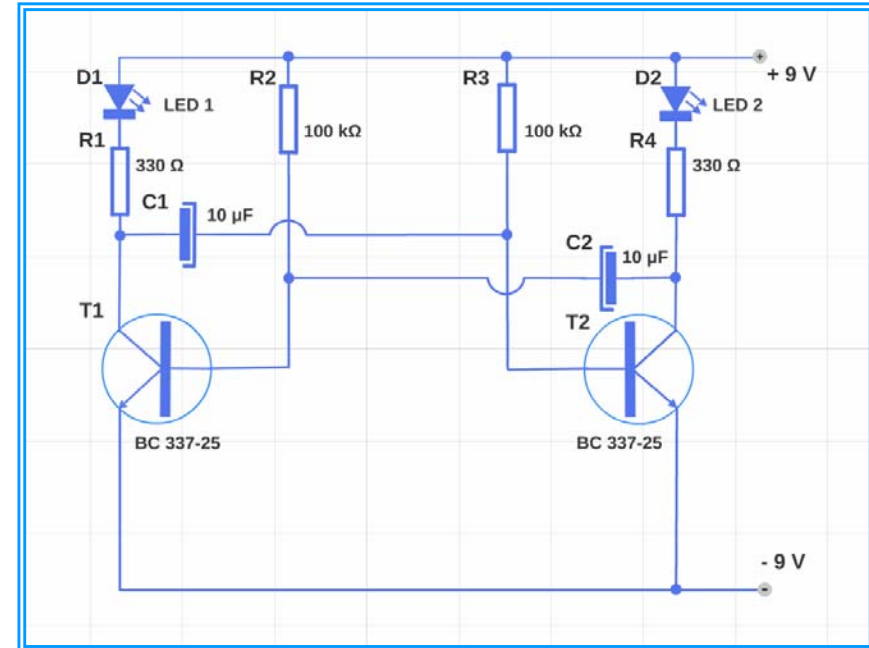 D1
R2
R3
D2
+ 9 V
LED 1
LED 2
R1
100 kΩ
100 kΩ
R4
330 Ω
330 Ω
C1
10 µF
C2
10 µF
T1
T2
BC 337-25
BC 337-25
- 9 V